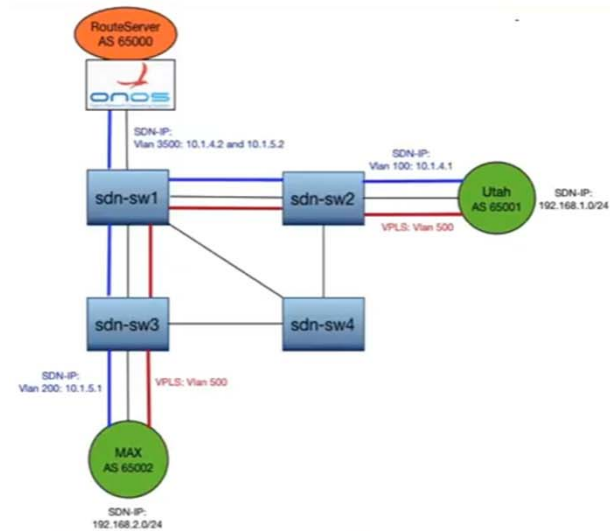 RouteServer
AS 65000
onos
SDN-IP:
Vlan 3500: 10.1.4.2 and 10.1.5.2
SDN-IP:
Vlan 100: 10.1.4.1
sdn-sw1
sdn-sw2
Utah
AS 65001
SDN-IP:
192.168.1.0/24
VPLS: Vlan 500
sdn-sw3
sdn-sw4
SDN-IP:
Vlan 200: 10.1.5.1
VPLS: Vlan 500
MAX
AS 65002
SDN-IP:
192.168.2.0/24